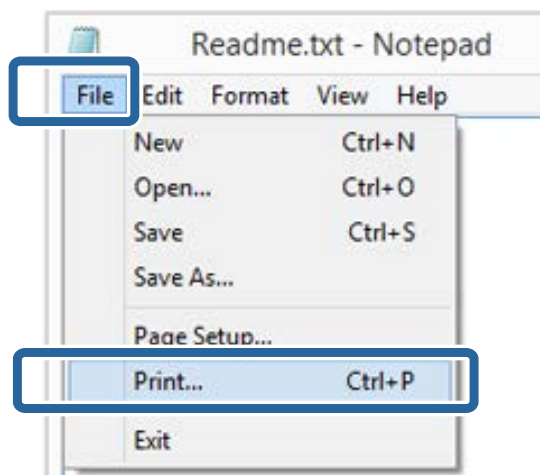 Readme.txt - Notepad
File Edit Format View Help
New Ctrl+N
Open... Ctrl+O
Save Ctrl+S
Save As...
Page Setup...
Print... Ctrl+P
Exit